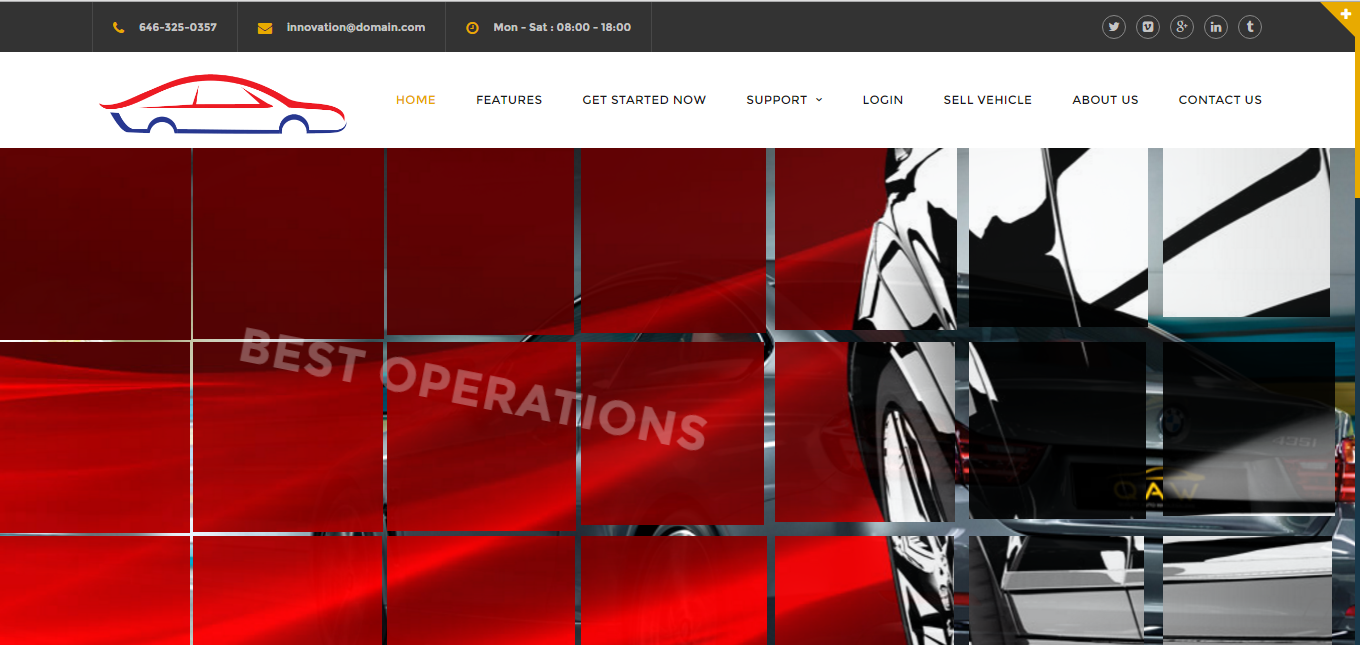 646-325-0357
innovation@domain.com
Mon - Sat : 08:00 - 18:00
HOME
FEATURES
GET STARTED NOW
SUPPORT
LOGIN
SELL VEHICLE
ABOUT US
CONTACT US
BEST OPERATIONS
435i